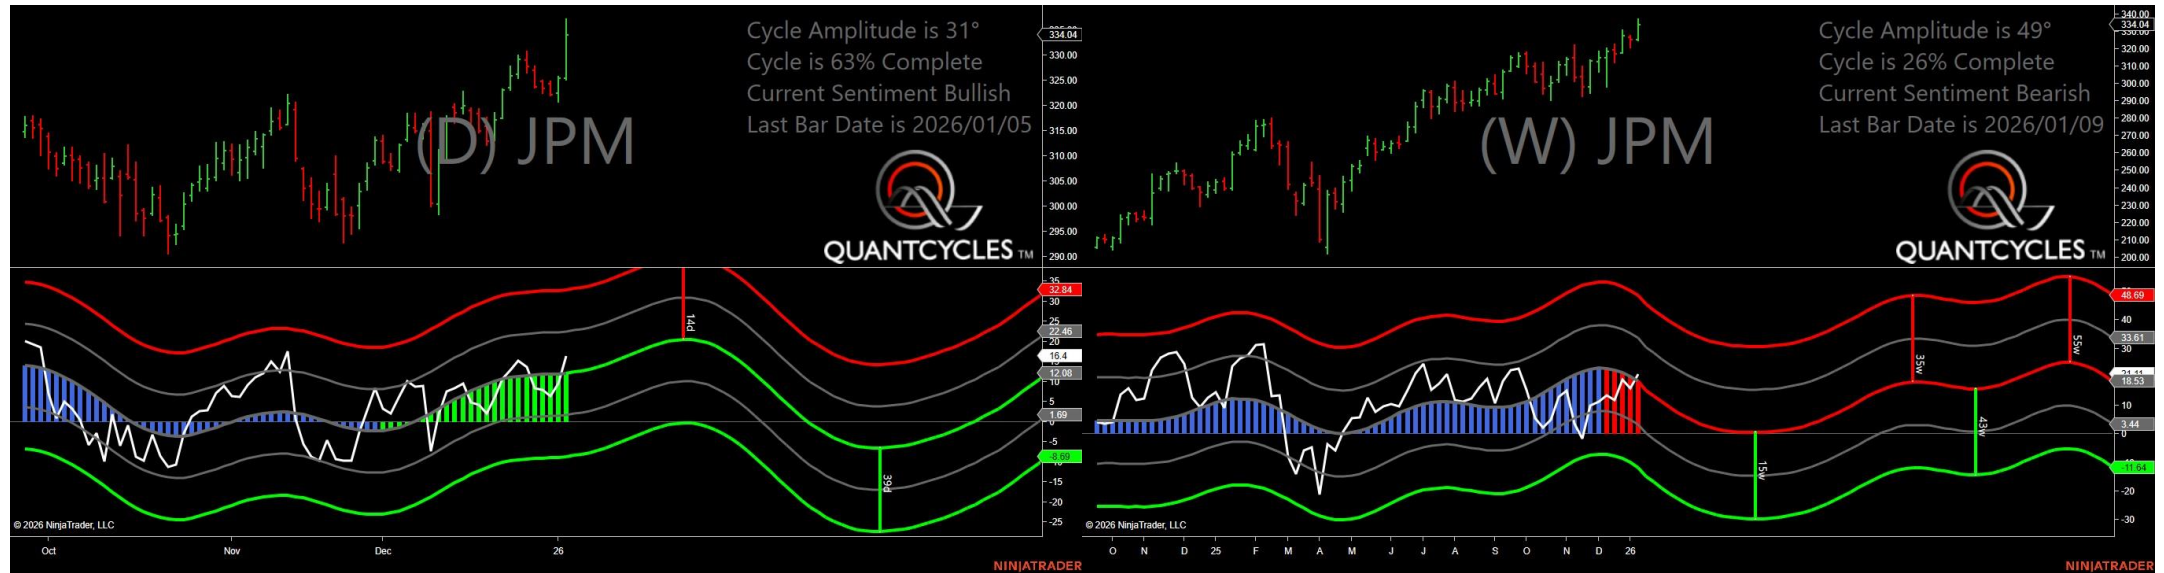 Cycle Amplitude is 31°
Cycle is 63% Complete
Current Sentiment Bullish
Last Bar Date is 2026/01/05
(D) JPM
QUANTCYCLES TM
334.04
330.00
325.00
320.00
315.00
310.00
305.00
300.00
295.00
290.00
35
32.84
30
25
22.46
20
16.4
12.08
10
5
1.69
0
-5
-8.69
-15
-20
-25
14d
39d
© 2026 NinjaTrader, LLC
Oct Nov Dec 26
NINJATRADER
Cycle Amplitude is 49°
Cycle is 26% Complete
Current Sentiment Bearish
Last Bar Date is 2026/01/09
(W) JPM
QUANTCYCLES TM
340.00
334.04
320.00
310.00
300.00
290.00
280.00
270.00
260.00
250.00
240.00
230.00
220.00
210.00
200.00
48.69
40
33.61
30
18.53
10
3.44
0
-11.64
-20
-30
15w
35w
43w
55w
© 2026 NinjaTrader, LLC
O N D 25 F M A M J J A S O N D 26
NINJATRADER